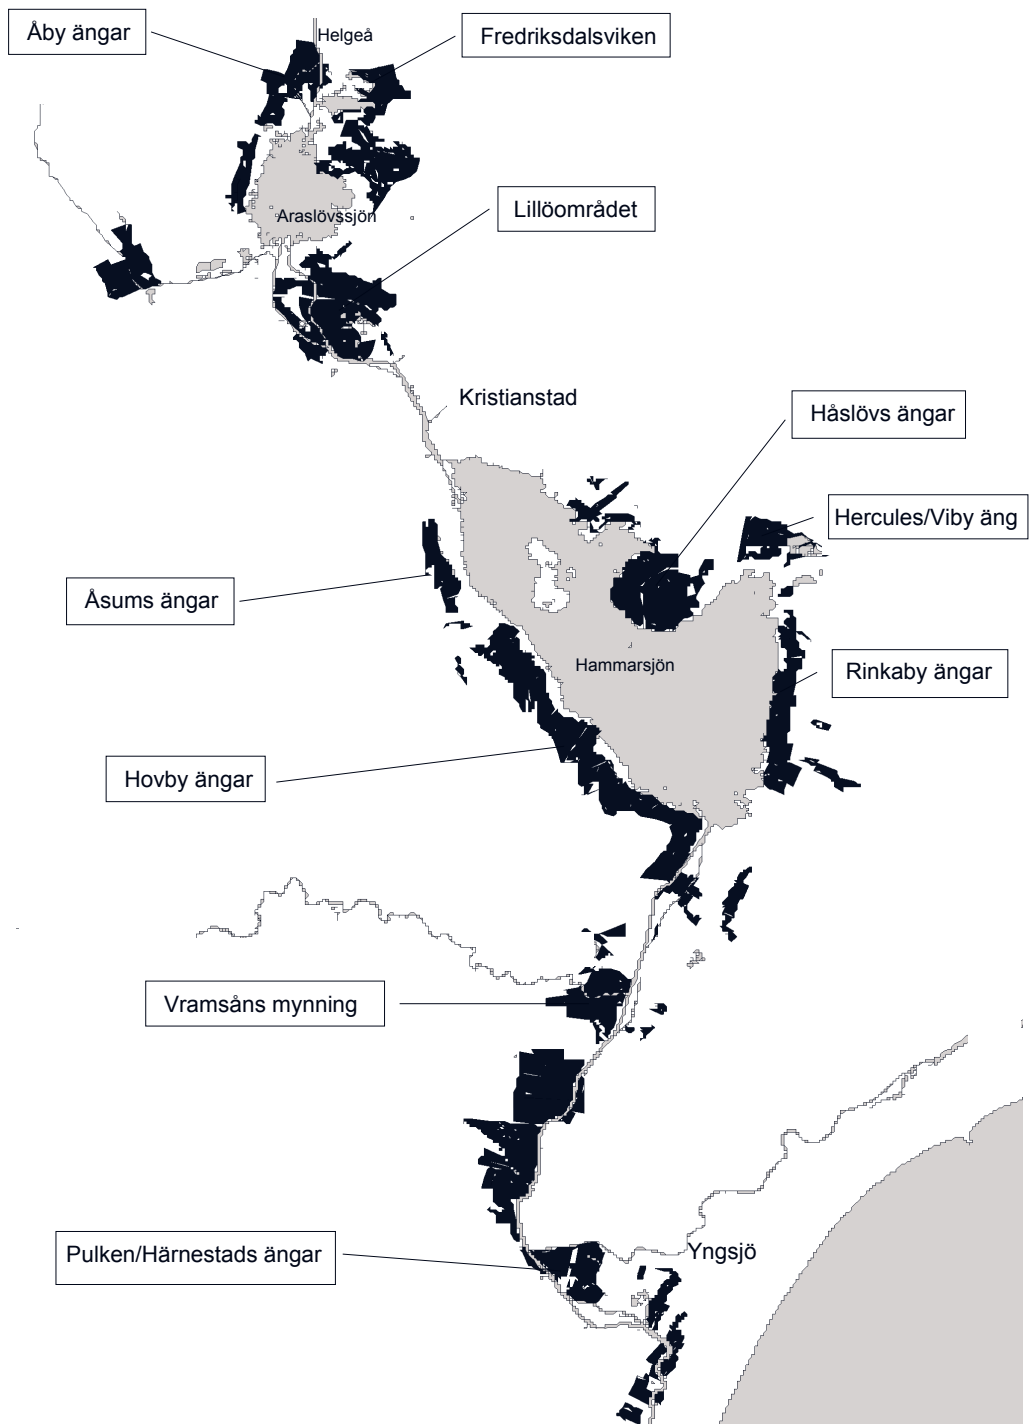 Åby ängar
Helgeå
Fredriksdalsviken
Araslövssjön
Lillöområdet
Kristianstad
Håslövs ängar
Hercules/Viby äng
Åsums ängar
Hammarsjön
Rinkaby ängar
Hovby ängar
Vramsåns mynning
Pulken/Härnestads ängar
Yngsjö